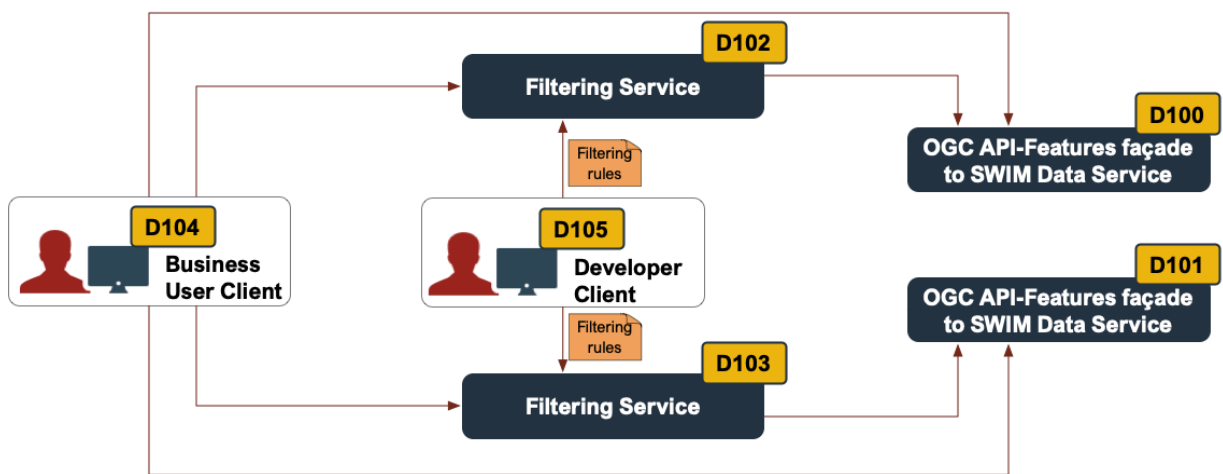 D102
Filtering Service
D100
OGC API-Features façade
to SWIM Data Service
Filtering
rules
D104
Business
User Client
D105
Developer
Client
D101
OGC API-Features façade
to SWIM Data Service
Filtering
rules
D103
Filtering Service